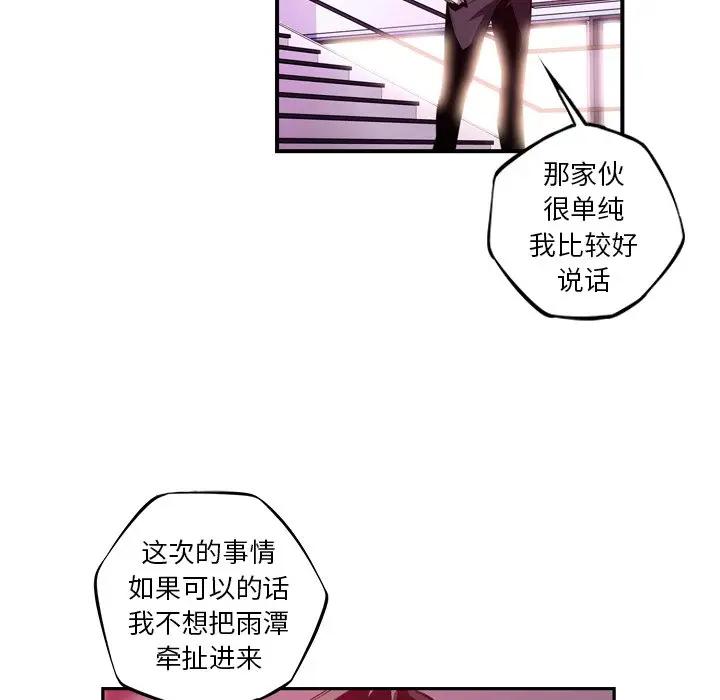 那家伙
很单纯
我比较好
说话
这次的事情
如果可以的话
我不想把雨潭
牵扯进来